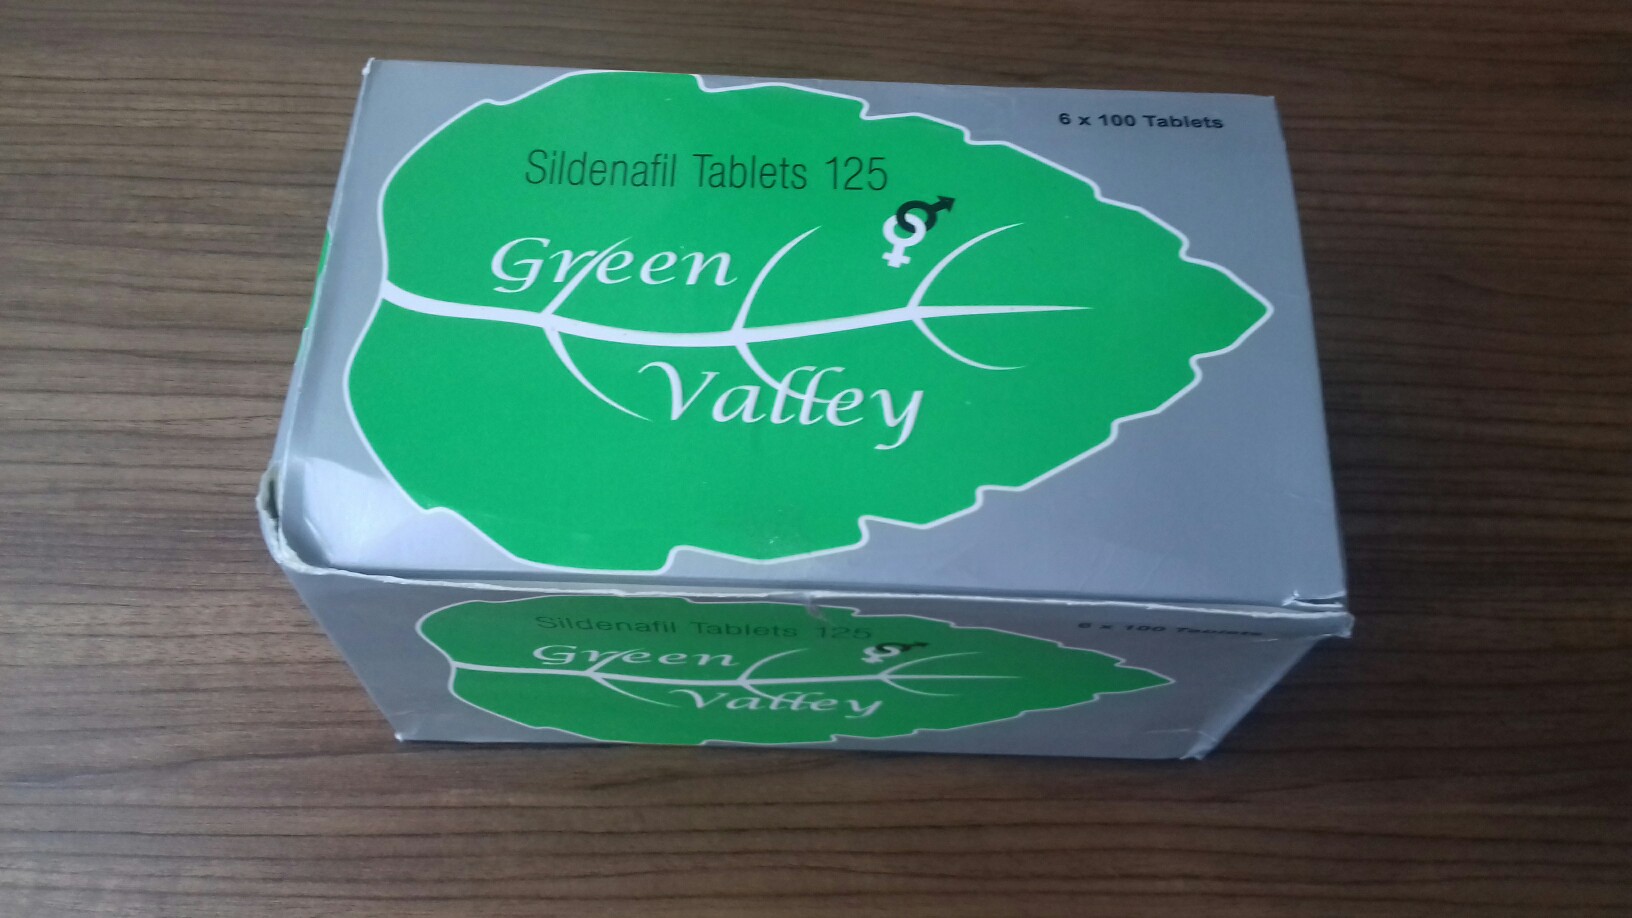 6 x 100 Tablets
Sildenafil Tablets 125
Green
Valley
Sildenafil Tablets 125
6 x 100 Tablets
Green
Valley